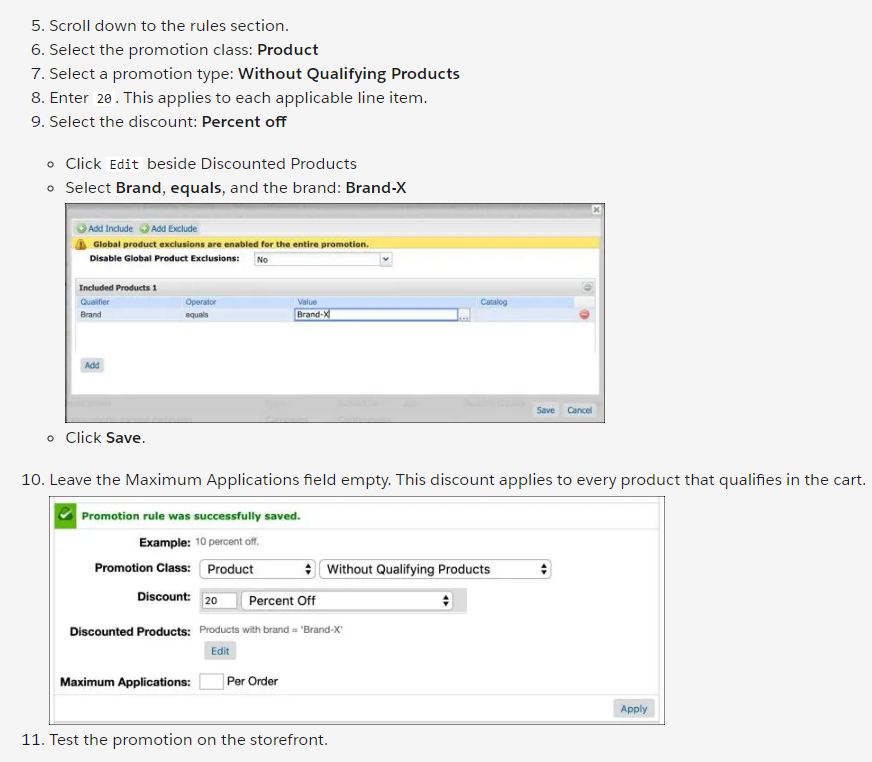 5. Scroll down to the rules section.
6. Select the promotion class: Product
7. Select a promotion type: Without Qualifying Products
8. Enter 20. This applies to each applicable line item.
9. Select the discount: Percent off
Click Edit beside Discounted Products
Select Brand, equals, and the brand: Brand-X
Add Include Add Exclude
Global product exclusions are enabled for the entire promotion.
Disable Global Product Exclusions: No
Included Products 1
Qualifier Operator Value Catalog
Brand equals Brand-X ...
Add
Save Cancel
Click Save.
10. Leave the Maximum Applications field empty. This discount applies to every product that qualifies in the cart.
Promotion rule was successfully saved.
Example: 10 percent off.
Promotion Class: Product Without Qualifying Products
Discount: 20 Percent Off
Discounted Products: Products with brand = 'Brand-X'
Edit
Maximum Applications: Per Order
Apply
11. Test the promotion on the storefront.